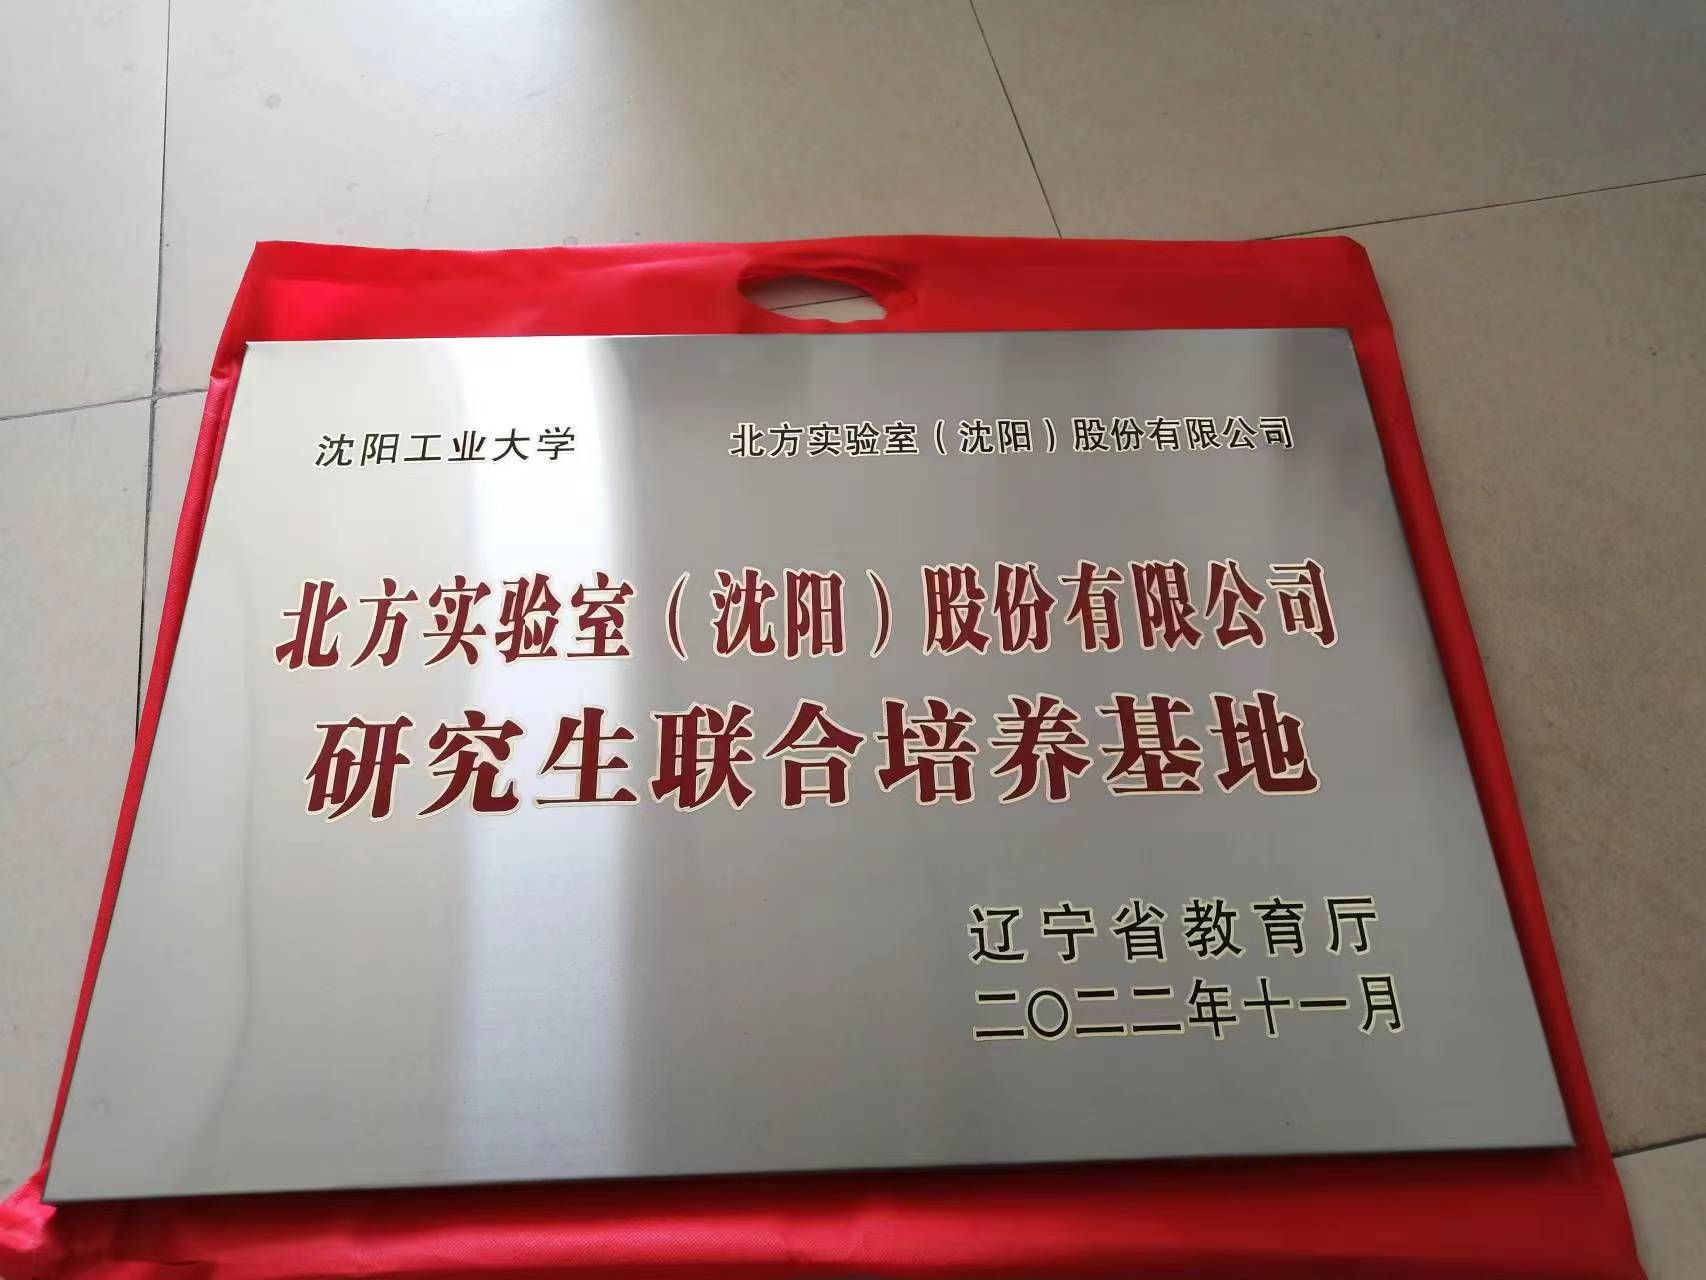 沈阳工业大学 北方实验室（沈阳）股份有限公司
北方实验室（沈阳）股份有限公司
研究生联合培养基地
辽宁省教育厅
二〇二二年十一月